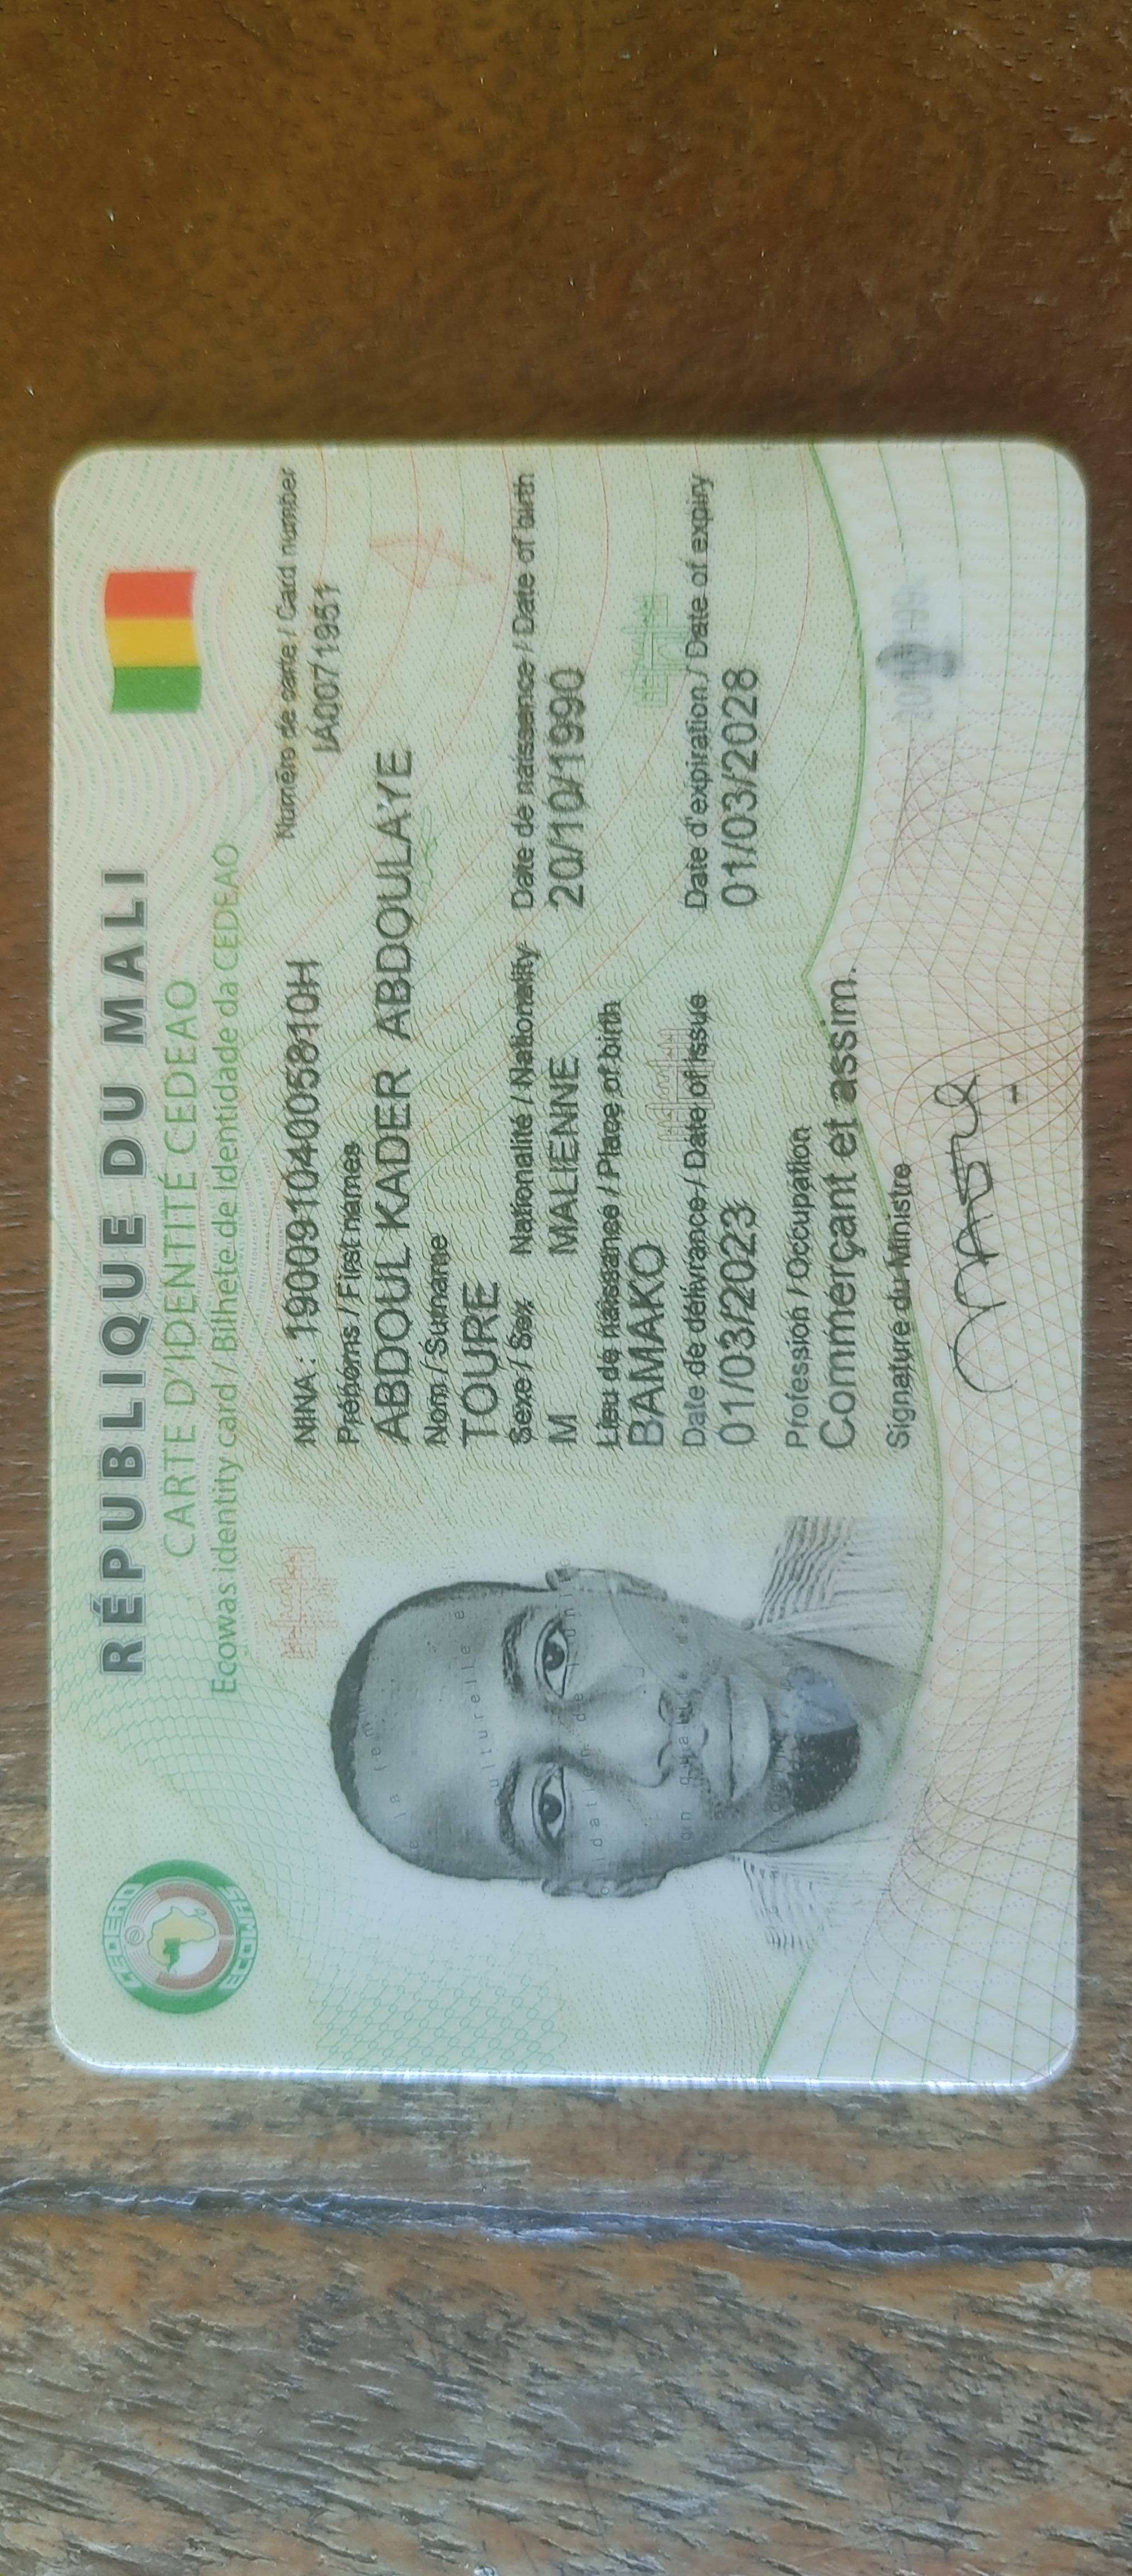 RÉPUBLIQUE DU MALI
CARTE D'IDENTITÉ CEDEAO
Ecowas identity card / Bilhete de Identidade da CEDEAO
CEDEAO
ECOWAS
Numéro de carte / Card number
NINA : 19009104005810H
IA0071951
Prénoms / First names
ABDOUL KADER ABDOULAYE
Nom / Surname
TOURE
Sexe / Sex Nationalité / Nationality Date de naissance / Date of birth
M MALIENNE 20/10/1990
Lieu de naissance / Place of birth
BAMAKO
Date de délivrance / Date of issue Date d'expiration / Date of expiry
01/03/2023 01/03/2028
Profession / Occupation
Commerçant et assim.
Signature du Ministre